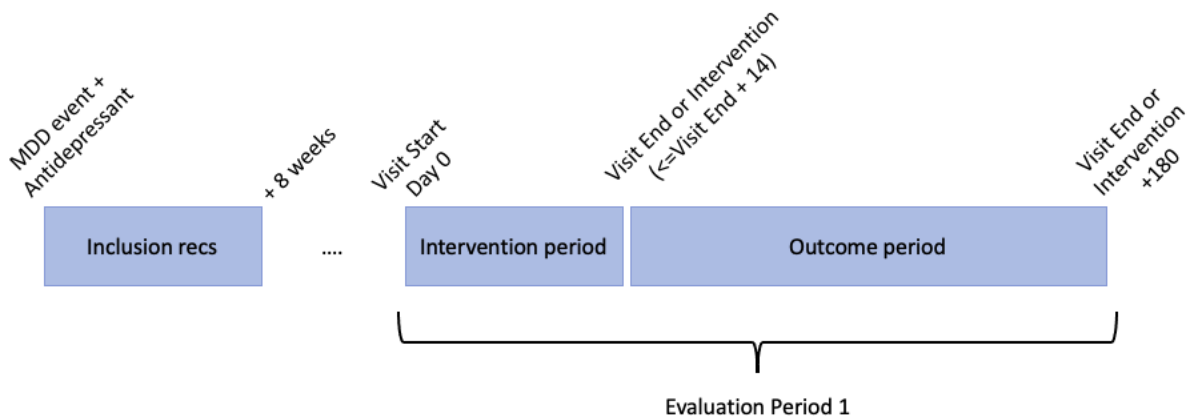 MDD event +
Antidepressant
+ 8 weeks
Visit Start
Day 0
Visit End or Intervention
(<=Visit End + 14)
Visit End or
Intervention
+180
Inclusion recs
....
Intervention period
Outcome period
Evaluation Period 1